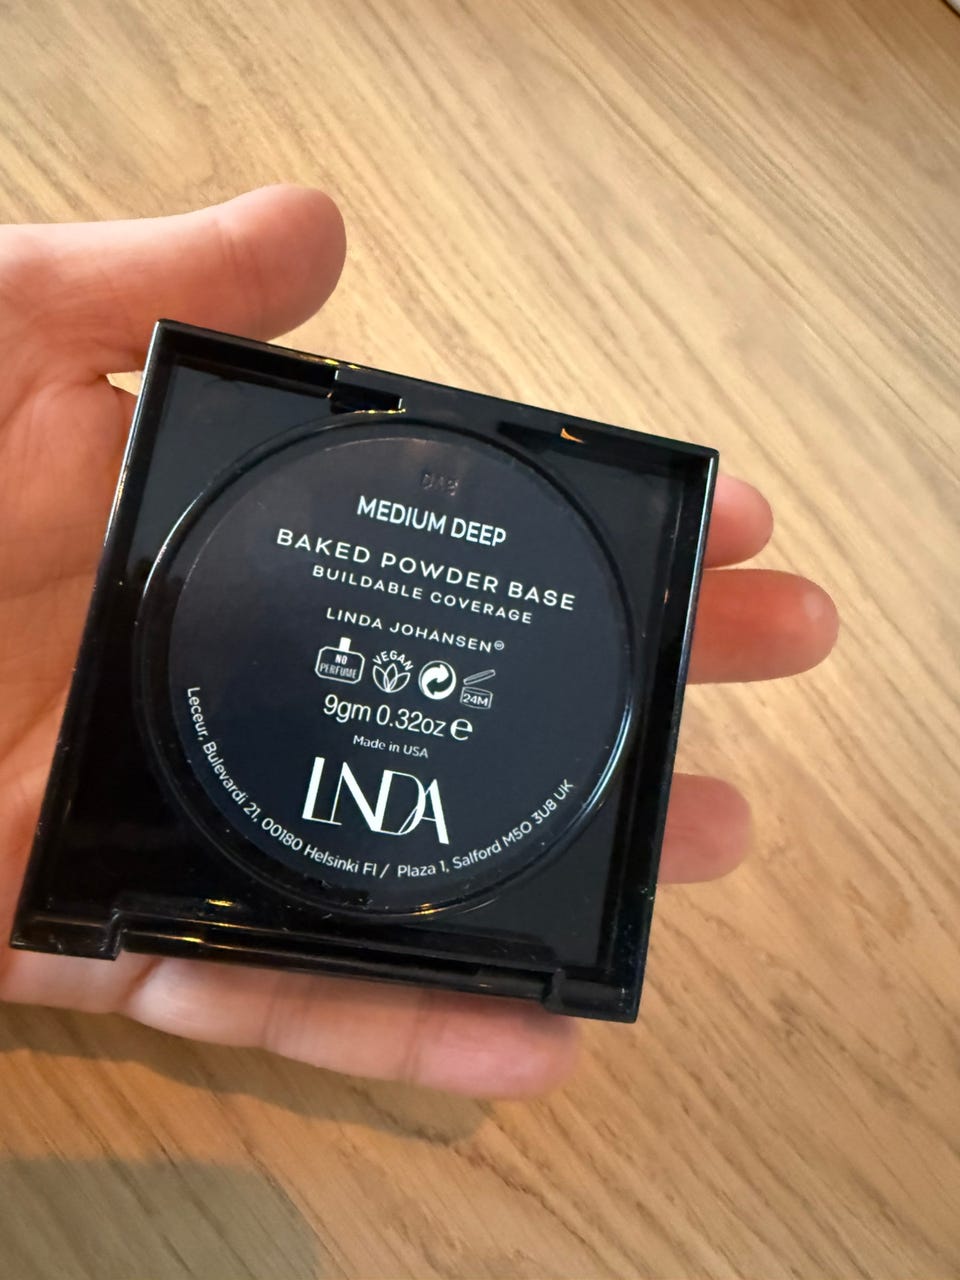 MEDIUM DEEP
BAKED POWDER BASE
BUILDABLE COVERAGE
LINDA JOHANSEN
NO
PERFUME
VEGAN
24M
9gm 0.32oz ℮
Made in USA
LINDA
Leceur, Bulevardi 21, 00180 Helsinki FI / Plaza 1, Salford M50 3U8 UK